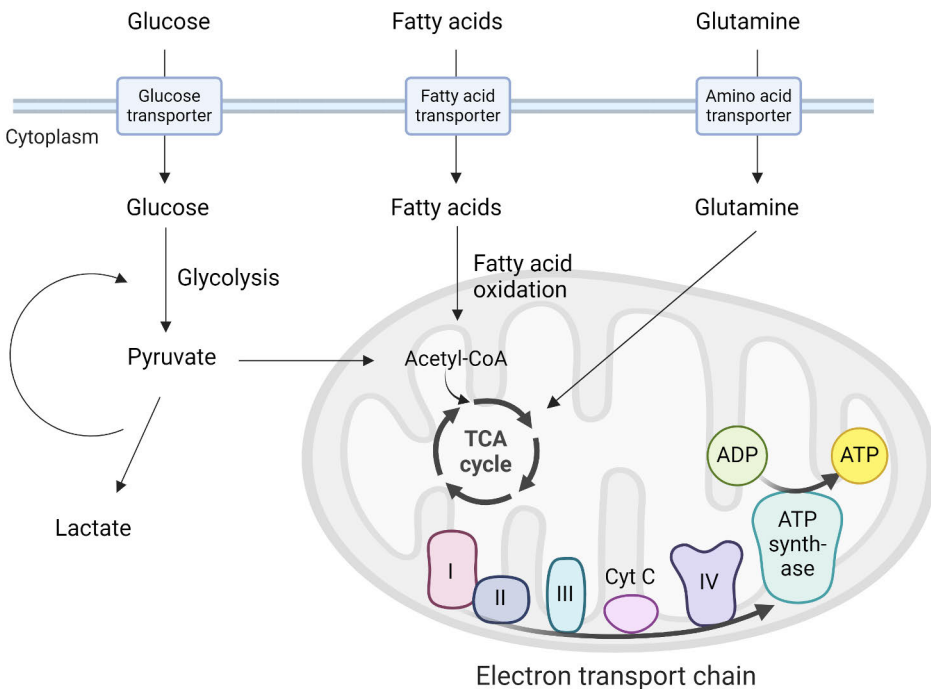 Glucose
Fatty acids
Glutamine
Glucose
transporter
Fatty acid
transporter
Amino acid
transporter
Cytoplasm
Glucose
Fatty acids
Glutamine
Glycolysis
Fatty acid
oxidation
Pyruvate
Acetyl-CoA
TCA
cycle
ADP
ATP
Lactate
ATP
synth-
ase
I
II
III
Cyt C
IV
Electron transport chain